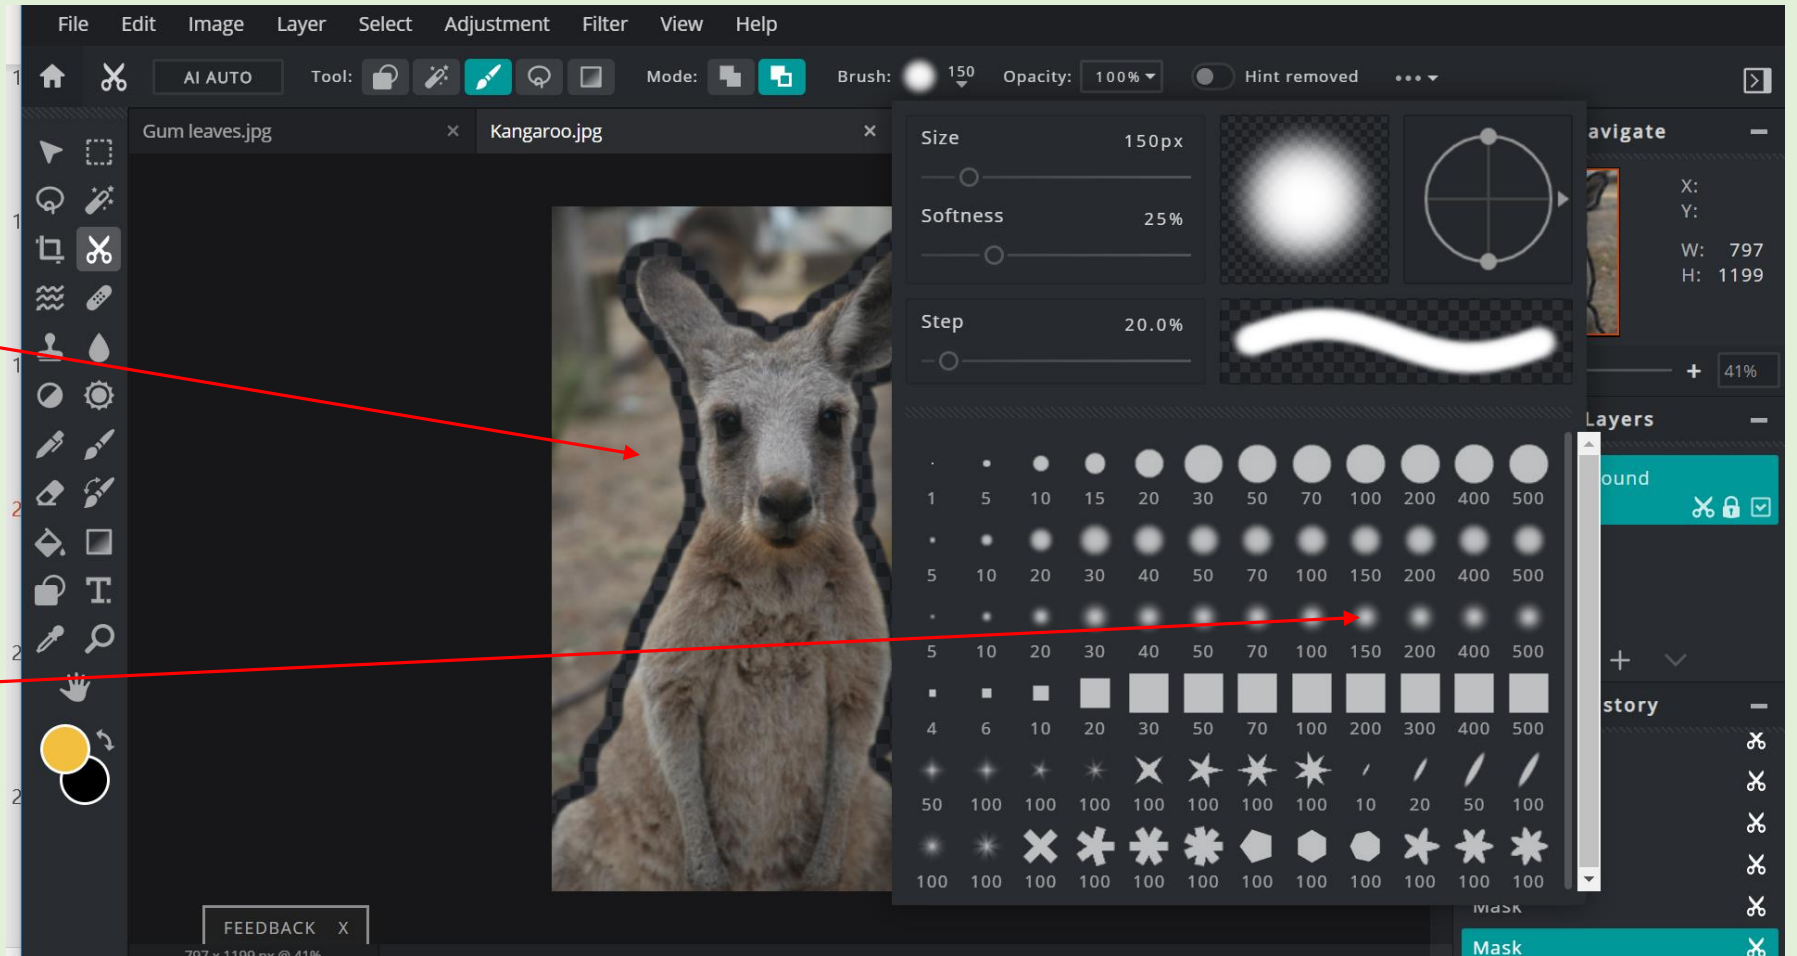 File Edit Image Layer Select Adjustment Filter View Help
AI AUTO Tool: Mode: Brush: 150 Opacity: 100% Hint removed
Gum leaves.jpg × Kangaroo.jpg ×
Size 150px
Softness 25%
Step 20.0%
1 5 10 15 20 30 50 70 100 200 400 500
5 10 20 30 40 50 70 100 150 200 400 500
5 10 20 30 40 50 70 100 150 200 400 500
4 6 10 20 30 50 70 100 200 300 400 500
50 100 100 100 100 100 100 100 10 20 50 100
100 100 100 100 100 100 100 100 100 100 100 100
avigate
X:
Y:
W: 797
H: 1199
41%
Layers
ound
story
Mask
Mask
FEEDBACK X
797 x 1199 px @ 41%